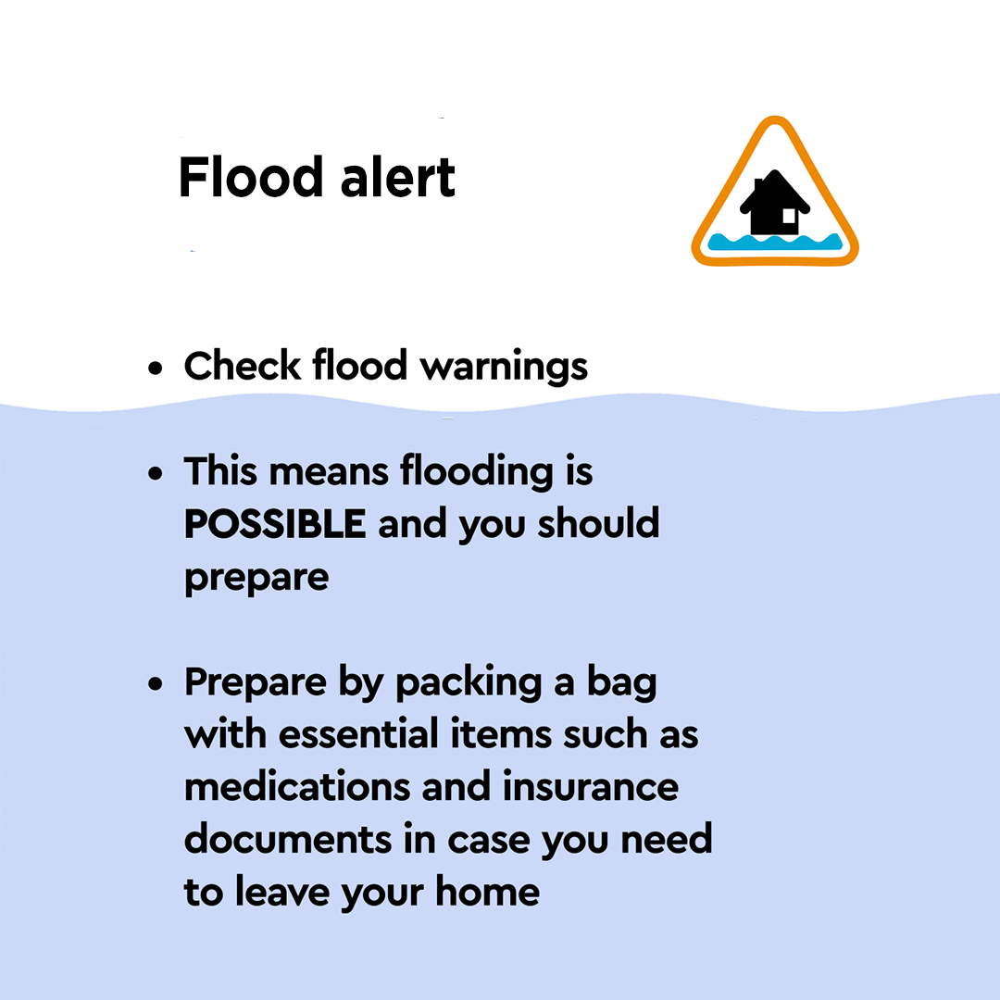 Flood alert
• Check flood warnings
• This means flooding is
POSSIBLE and you should
prepare
• Prepare by packing a bag
with essential items such as
medications and insurance
documents in case you need
to leave your home